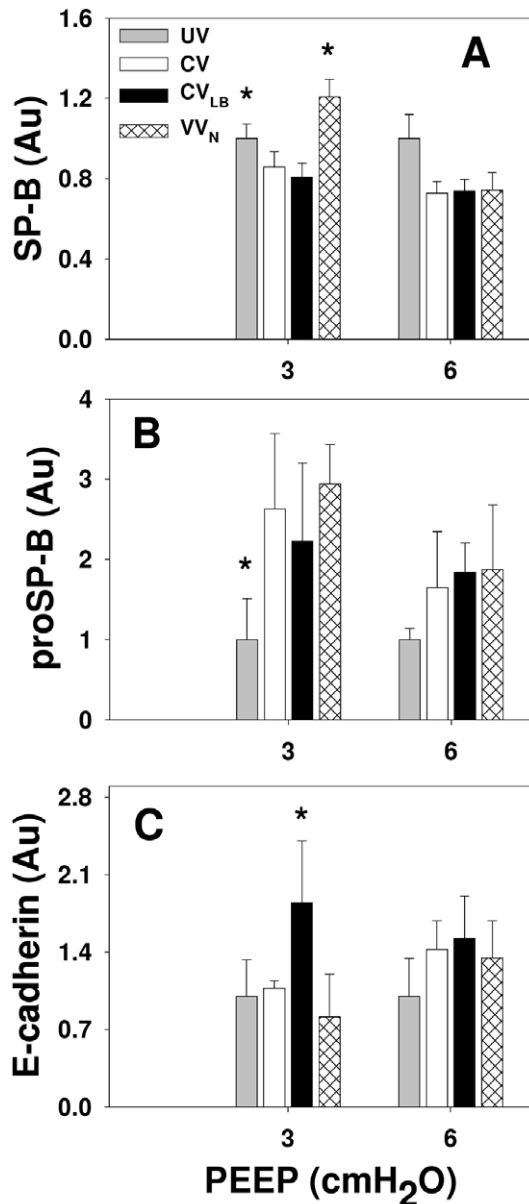 1.6
1.2
0.8
0.4
0.0
SP-B (Au)
UV
CV
CV_LB
VV_N
*
*
A
3
6
4
3
2
1
0
proSP-B (Au)
B
*
3
6
2.8
2.1
1.4
0.7
0.0
E-cadherin (Au)
C
*
3
6
PEEP (cmH₂O)